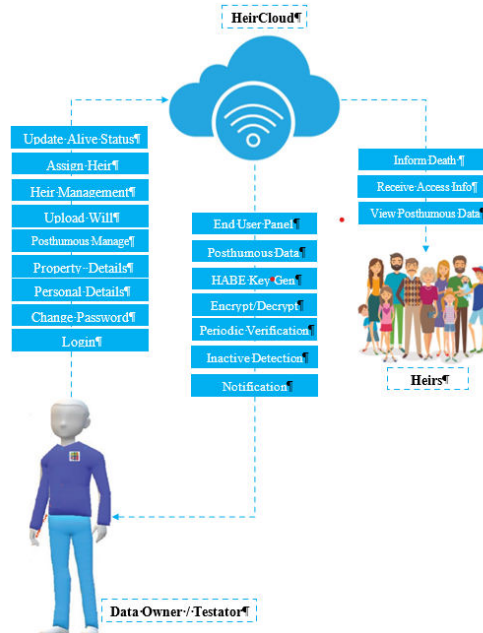 HeirCloud¶
Update·Alive·Status¶
Assign·Heir¶
Heir·Management¶
Upload·Will¶
Posthumous·Manage¶
Property·-Details¶
Personal·Details¶
Change·Password¶
Login¶
End·User·Panel¶
Posthumous·Data¶
HABE·Key·Gen¶
Encrypt/Decrypt¶
Periodic·Verification¶
Inactive·Detection¶
Notification¶
Inform·Death·¶
Receive·Access·Info¶
View·Posthumous·Data¶
Heirs¶
Data·Owner·/·Testator¶